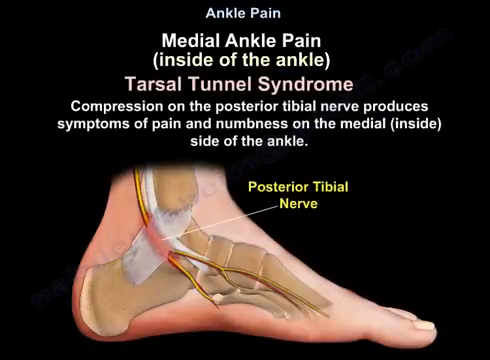 Ankle Pain
Medial Ankle Pain
(inside of the ankle)
Tarsal Tunnel Syndrome
Compression on the posterior tibial nerve produces
symptoms of pain and numbness on the medial (inside)
side of the ankle.
Posterior Tibial
Nerve